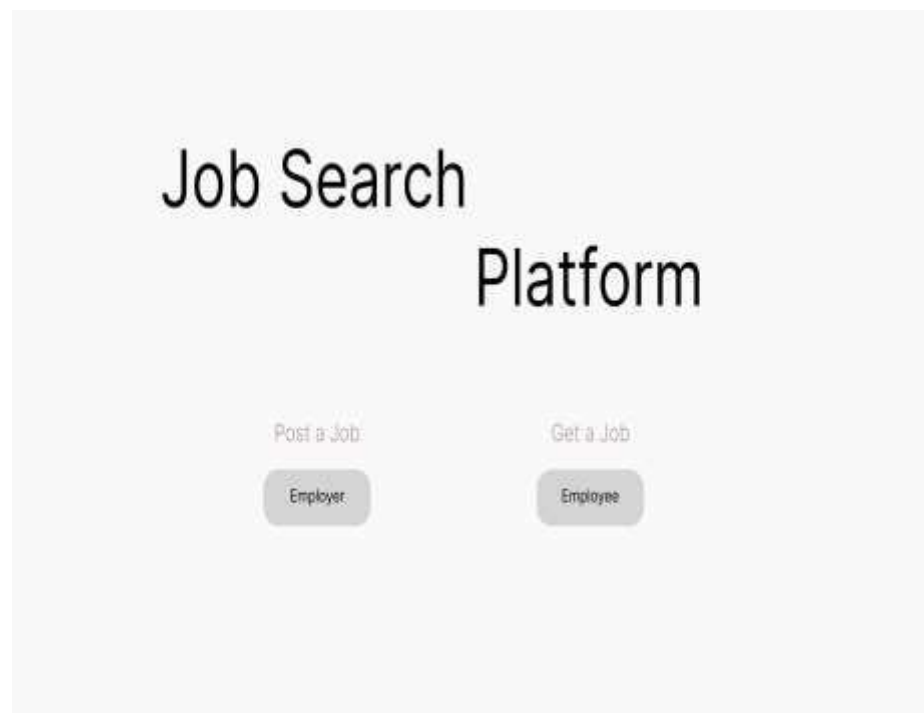 Job Search
Platform
Post a Job
Get a Job
Employer
Employee